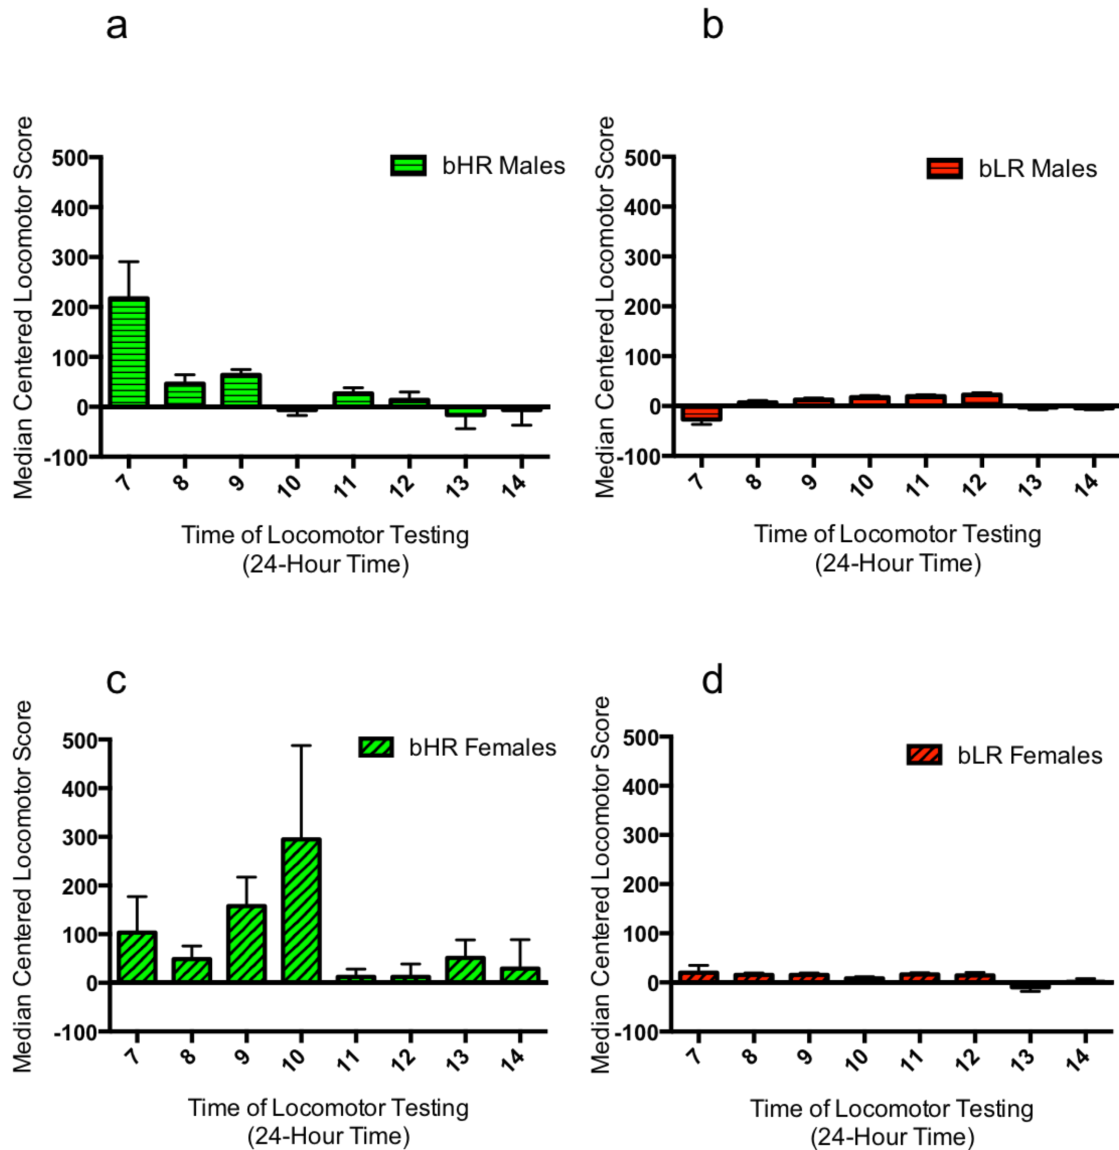 a
Median Centered Locomotor Score
500
400
300
200
100
0
-100
bHR Males
7 8 9 10 11 12 13 14
Time of Locomotor Testing
(24-Hour Time)
b
Median Centered Locomotor Score
500
400
300
200
100
0
-100
bLR Males
7 8 9 10 11 12 13 14
Time of Locomotor Testing
(24-Hour Time)
c
Median Centered Locomotor Score
500
400
300
200
100
0
-100
bHR Females
7 8 9 10 11 12 13 14
Time of Locomotor Testing
(24-Hour Time)
d
Median Centered Locomotor Score
500
400
300
200
100
0
-100
bLR Females
7 8 9 10 11 12 13 14
Time of Locomotor Testing
(24-Hour Time)